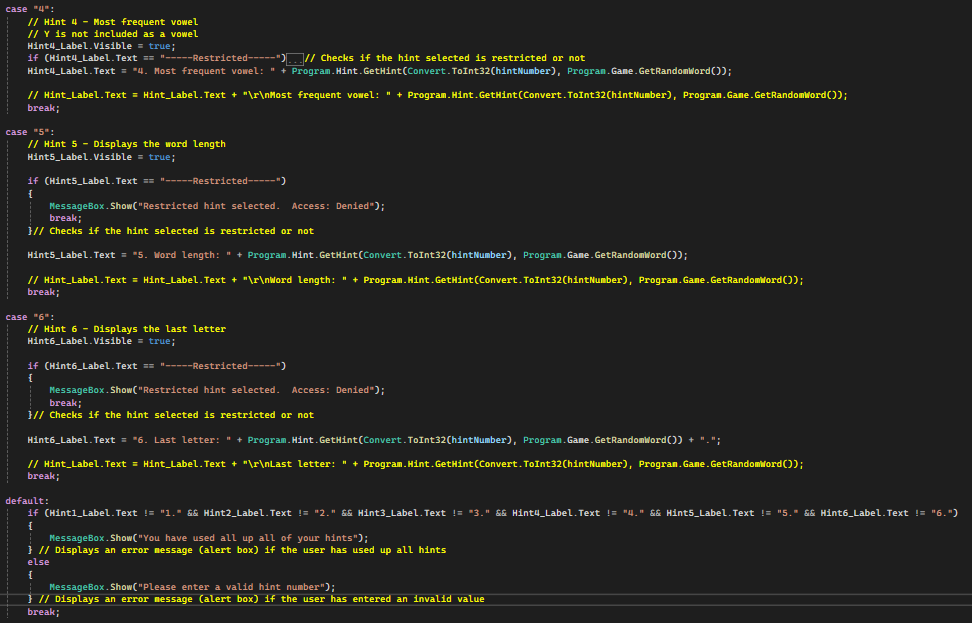 case "4":
// Hint 4 - Most frequent vowel
// Y is not included as a vowel
Hint4_Label.Visible = true;
if (Hint4_Label.Text == "-----Restricted-----")...// Checks if the hint selected is restricted or not
Hint4_Label.Text = "4. Most frequent vowel: " + Program.Hint.GetHint(Convert.ToInt32(hintNumber), Program.Game.GetRandomWord());
// Hint_Label.Text = Hint_Label.Text + "\r\nMost frequent vowel: " + Program.Hint.GetHint(Convert.ToInt32(hintNumber), Program.Game.GetRandomWord());
break;
case "5":
// Hint 5 - Displays the word length
Hint5_Label.Visible = true;
if (Hint5_Label.Text == "-----Restricted-----")
{
MessageBox.Show("Restricted hint selected.  Access: Denied");
break;
}// Checks if the hint selected is restricted or not
Hint5_Label.Text = "5. Word length: " + Program.Hint.GetHint(Convert.ToInt32(hintNumber), Program.Game.GetRandomWord());
// Hint_Label.Text = Hint_Label.Text + "\r\nWord length: " + Program.Hint.GetHint(Convert.ToInt32(hintNumber), Program.Game.GetRandomWord());
break;
case "6":
// Hint 6 - Displays the last letter
Hint6_Label.Visible = true;
if (Hint6_Label.Text == "-----Restricted-----")
{
MessageBox.Show("Restricted hint selected.  Access: Denied");
break;
}// Checks if the hint selected is restricted or not
Hint6_Label.Text = "6. Last letter: " + Program.Hint.GetHint(Convert.ToInt32(hintNumber), Program.Game.GetRandomWord()) + ".";
// Hint_Label.Text = Hint_Label.Text + "\r\nLast letter: " + Program.Hint.GetHint(Convert.ToInt32(hintNumber), Program.Game.GetRandomWord());
break;
default:
if (Hint1_Label.Text != "1." && Hint2_Label.Text != "2." && Hint3_Label.Text != "3." && Hint4_Label.Text != "4." && Hint5_Label.Text != "5." && Hint6_Label.Text != "6.")
{
MessageBox.Show("You have used all up all of your hints");
} // Displays an error message (alert box) if the user has used up all hints
else
{
MessageBox.Show("Please enter a valid hint number");
} // Displays an error message (alert box) if the user has entered an invalid value
break;